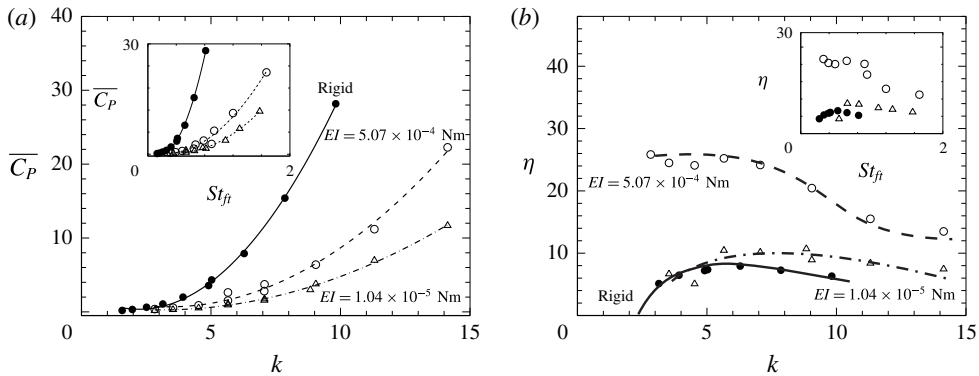 (a)
40
30
20
10
0
5
10
15
k
C_P
30
C_P
0
2
St_ft
Rigid
EI = 5.07 × 10⁻⁴ Nm
EI = 1.04 × 10⁻⁵ Nm
(b)
40
30
20
10
0
5
10
15
k
η
30
η
0
2
St_ft
EI = 5.07 × 10⁻⁴ Nm
Rigid
EI = 1.04 × 10⁻⁵ Nm